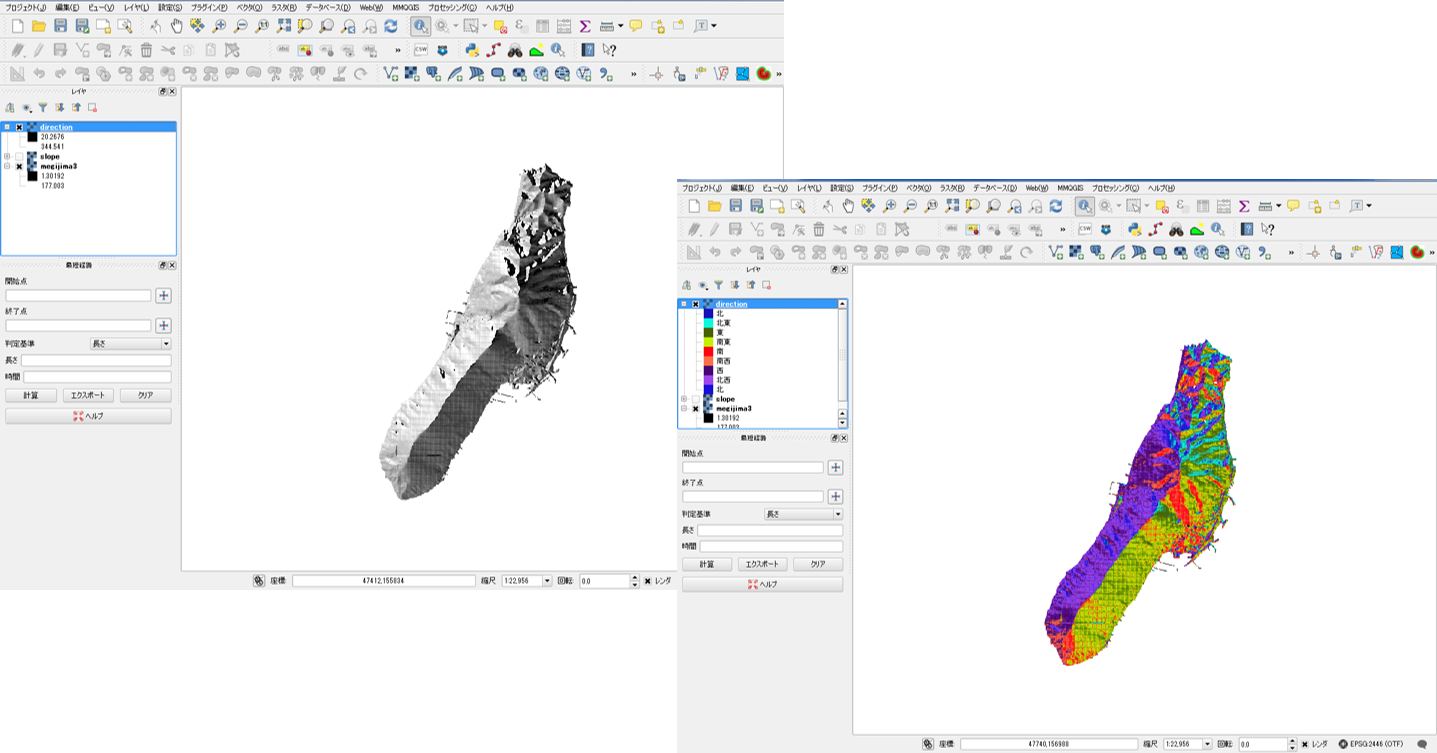 プロジェクト(J) 編集(E) ビュー(V) レイヤ(L) 設定(S) プラグイン(P) ベクタ(O) ラスタ(R) データベース(D) Web(W) MMQGIS プロセッシング(C) ヘルプ(H)
レイヤ
direction
20.2676
344.541
slope
megijima3
1.30192
177.003
最短経路
開始点
終了点
判定基準 長さ
長さ
時間
計算 エクスポート クリア
ヘルプ
座標: 47412,155934 縮尺 1:22,956 回転: 0.0 レンダ
プロジェクト(J) 編集(E) ビュー(V) レイヤ(L) 設定(S) プラグイン(P) ベクタ(O) ラスタ(R) データベース(D) Web(W) MMQGIS プロセッシング(C) ヘルプ(H)
レイヤ
direction
北
北東
東
南東
南
南西
西
北西
北
slope
megijima3
1.30192
177.003
最短経路
開始点
終了点
判定基準 長さ
長さ
時間
計算 エクスポート クリア
ヘルプ
座標: 47740,156988 縮尺 1:22,956 回転: 0.0 レンダ EPSG:2446 (OTF)